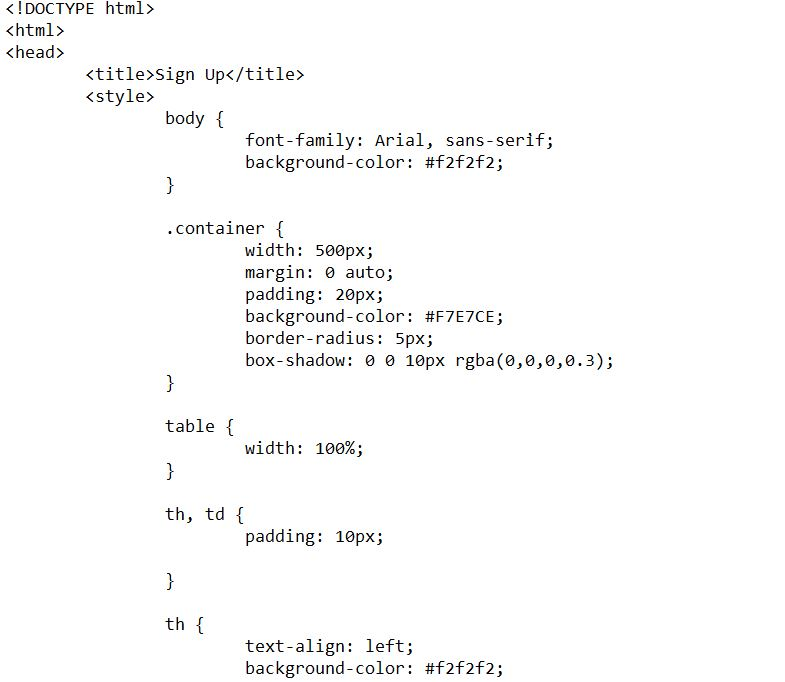 <!DOCTYPE html>
<html>
<head>
<title>Sign Up</title>
<style>
body {
font-family: Arial, sans-serif;
background-color: #f2f2f2;
}
.container {
width: 500px;
margin: 0 auto;
padding: 20px;
background-color: #F7E7CE;
border-radius: 5px;
box-shadow: 0 0 10px rgba(0,0,0,0.3);
}
table {
width: 100%;
}
th, td {
padding: 10px;
}
th {
text-align: left;
background-color: #f2f2f2;